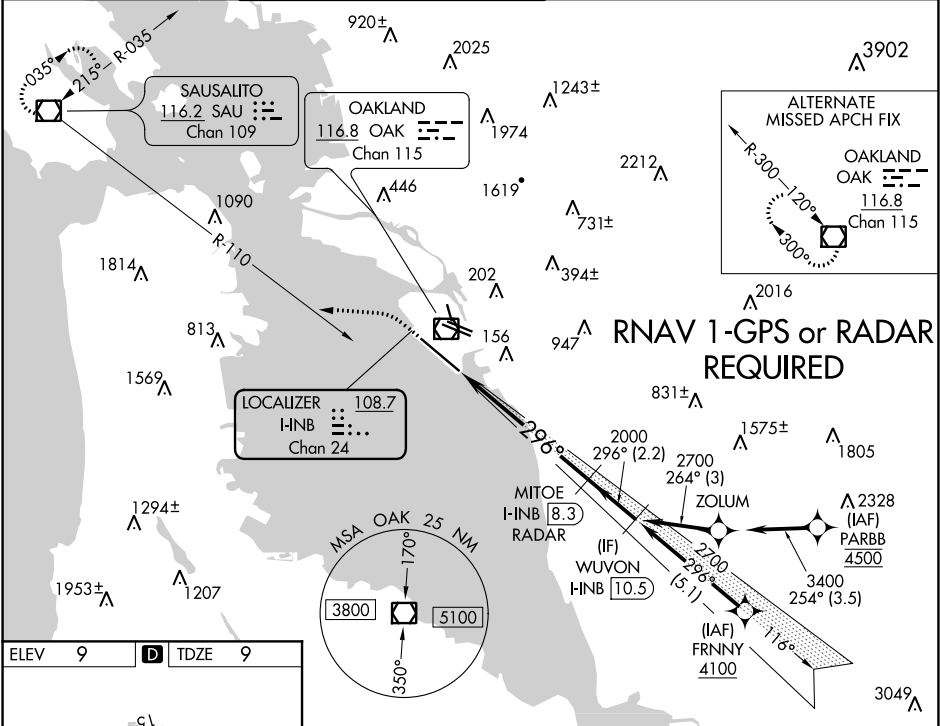 920±
2025
3902
035°
215°
R-035
SAUSALITO
116.2 SAU
Chan 109
OAKLAND
116.8 OAK
Chan 115
1243±
1974
ALTERNATE
MISSED APCH FIX
R-300
120°
300°
OAKLAND
OAK
116.8
Chan 115
2212
446
1619
1090
731±
R-110
1814
202
394±
2016
813
156
947
RNAV 1-GPS or RADAR
REQUIRED
1569
LOCALIZER 108.7
I-INB
Chan 24
831±
296°
2000
296° (2.2)
1575±
1805
2700
264° (3)
MITOE
I-INB 8.3
RADAR
ZOLUM
2328
(IAF)
PARBB
4500
1294±
MSA OAK 25 NM
170°
3800
5100
350°
(IF)
WUVON
I-INB 10.5
2700
296°
(5.1)
3400
254° (3.5)
1953±
1207
(IAF)
FRNNY
4100
116°
3049
ELEV 9
D
TDZE 9
15